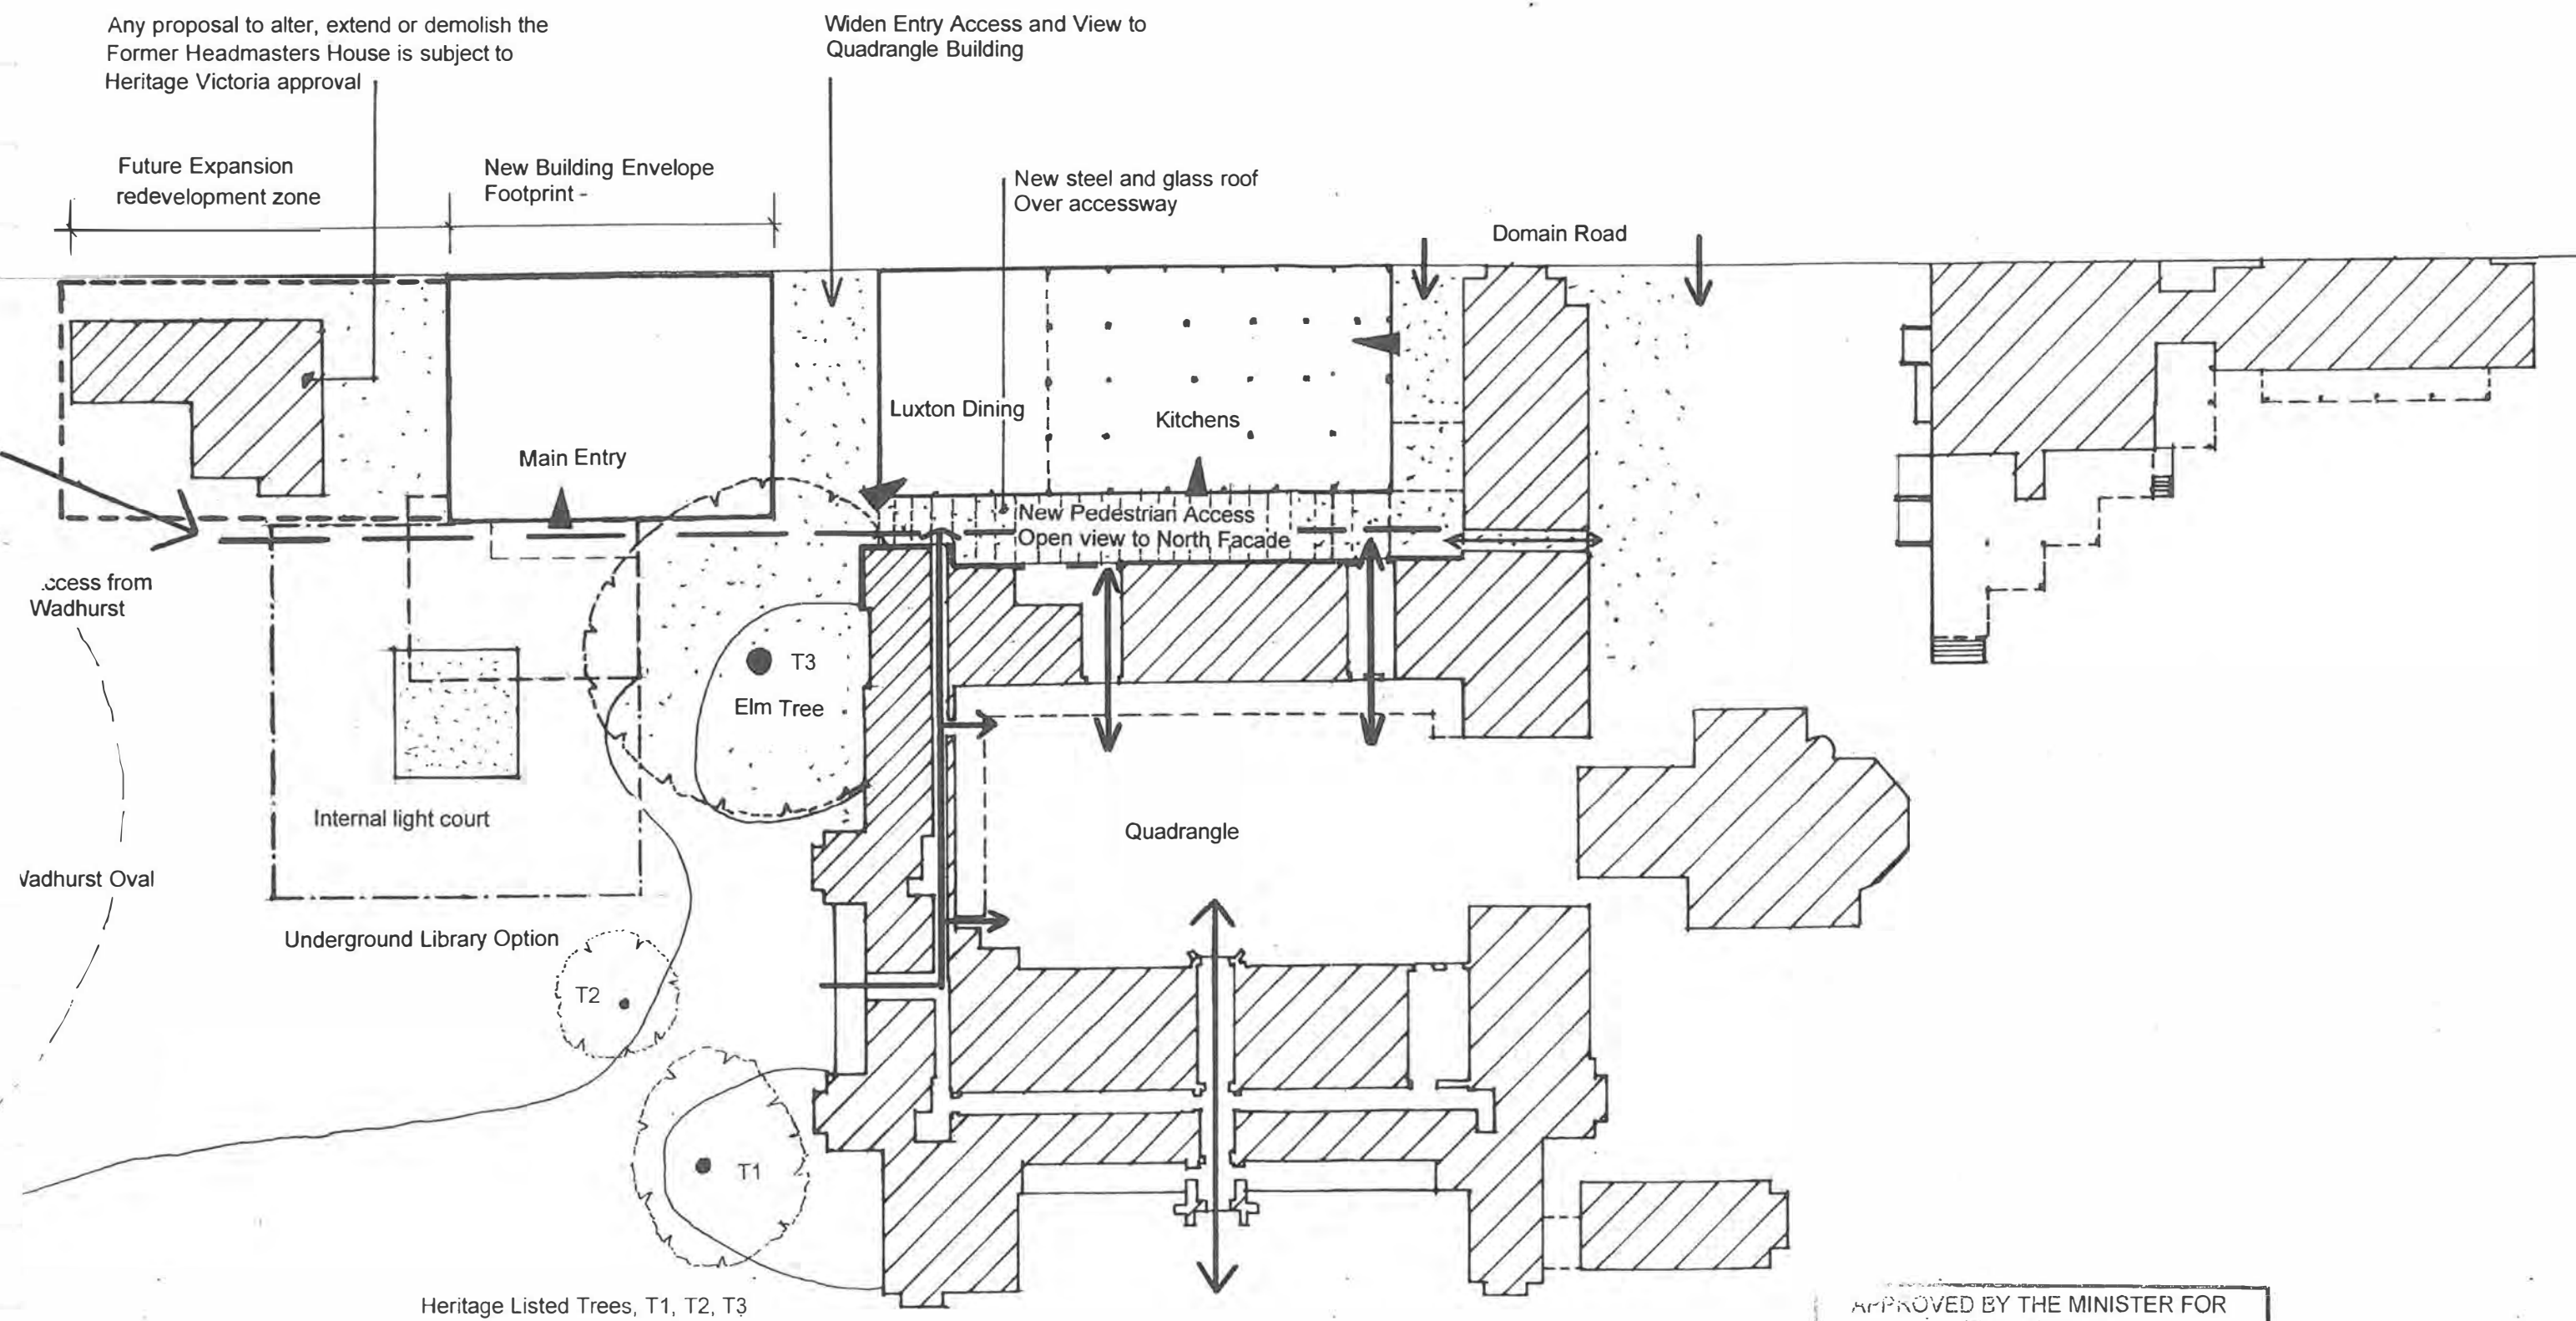 Any proposal to alter, extend or demolish the
Former Headmasters House is subject to
Heritage Victoria approval
Widen Entry Access and View to
Quadrangle Building
Future Expansion
redevelopment zone
New Building Envelope
Footprint -
New steel and glass roof
Over accessway
Domain Road
Luxton Dining
Kitchens
Main Entry
New Pedestrian Access
Open view to North Facade
from
Wadhurst
T3
Elm Tree
Internal light court
Quadrangle
Oval
Underground Library Option
T2
T1
Heritage Listed Trees, T1, T2, T3
APPROVED BY THE MINISTER FOR